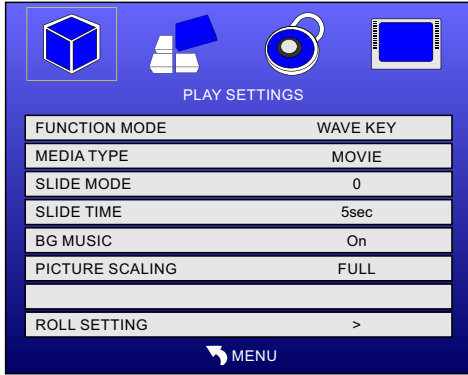 PLAY SETTINGS
FUNCTION MODE WAVE KEY
MEDIA TYPE MOVIE
SLIDE MODE 0
SLIDE TIME 5sec
BG MUSIC On
PICTURE SCALING FULL
ROLL SETTING >
MENU